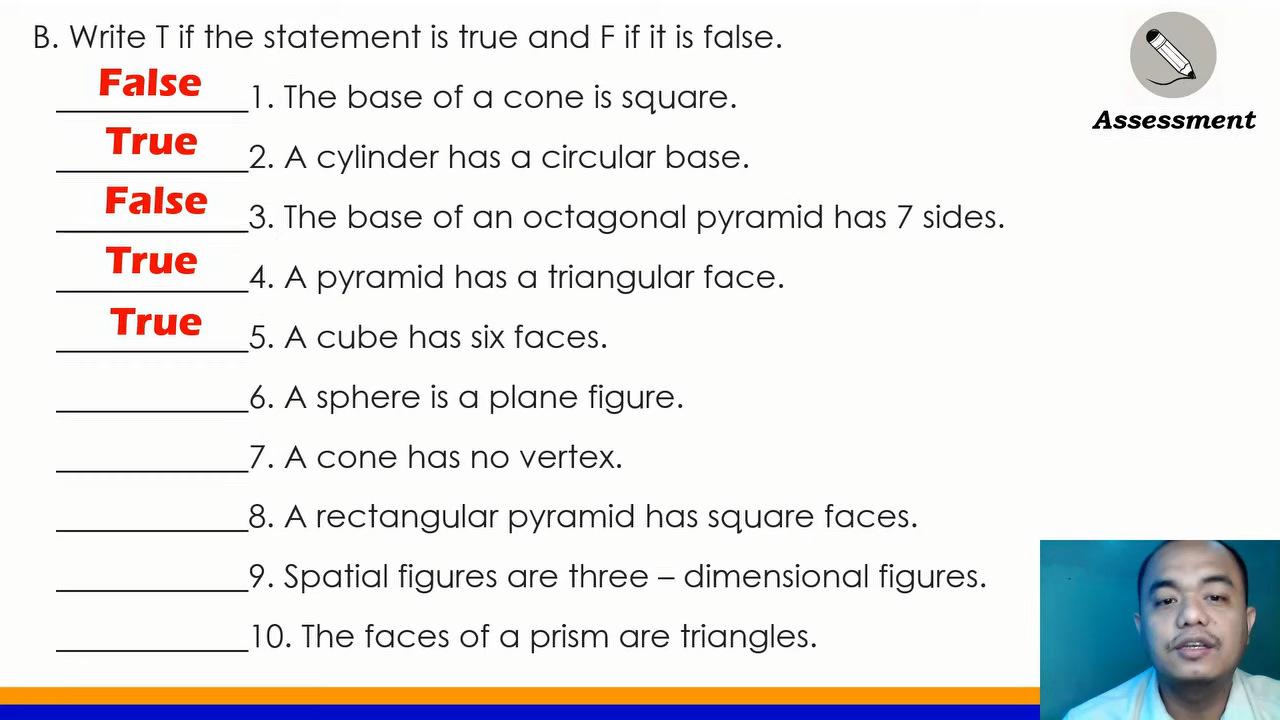 B. Write T if the statement is true and F if it is false.
Assessment
False 1. The base of a cone is square.
True 2. A cylinder has a circular base.
False 3. The base of an octagonal pyramid has 7 sides.
True 4. A pyramid has a triangular face.
True 5. A cube has six faces.
6. A sphere is a plane figure.
7. A cone has no vertex.
8. A rectangular pyramid has square faces.
9. Spatial figures are three – dimensional figures.
10. The faces of a prism are triangles.